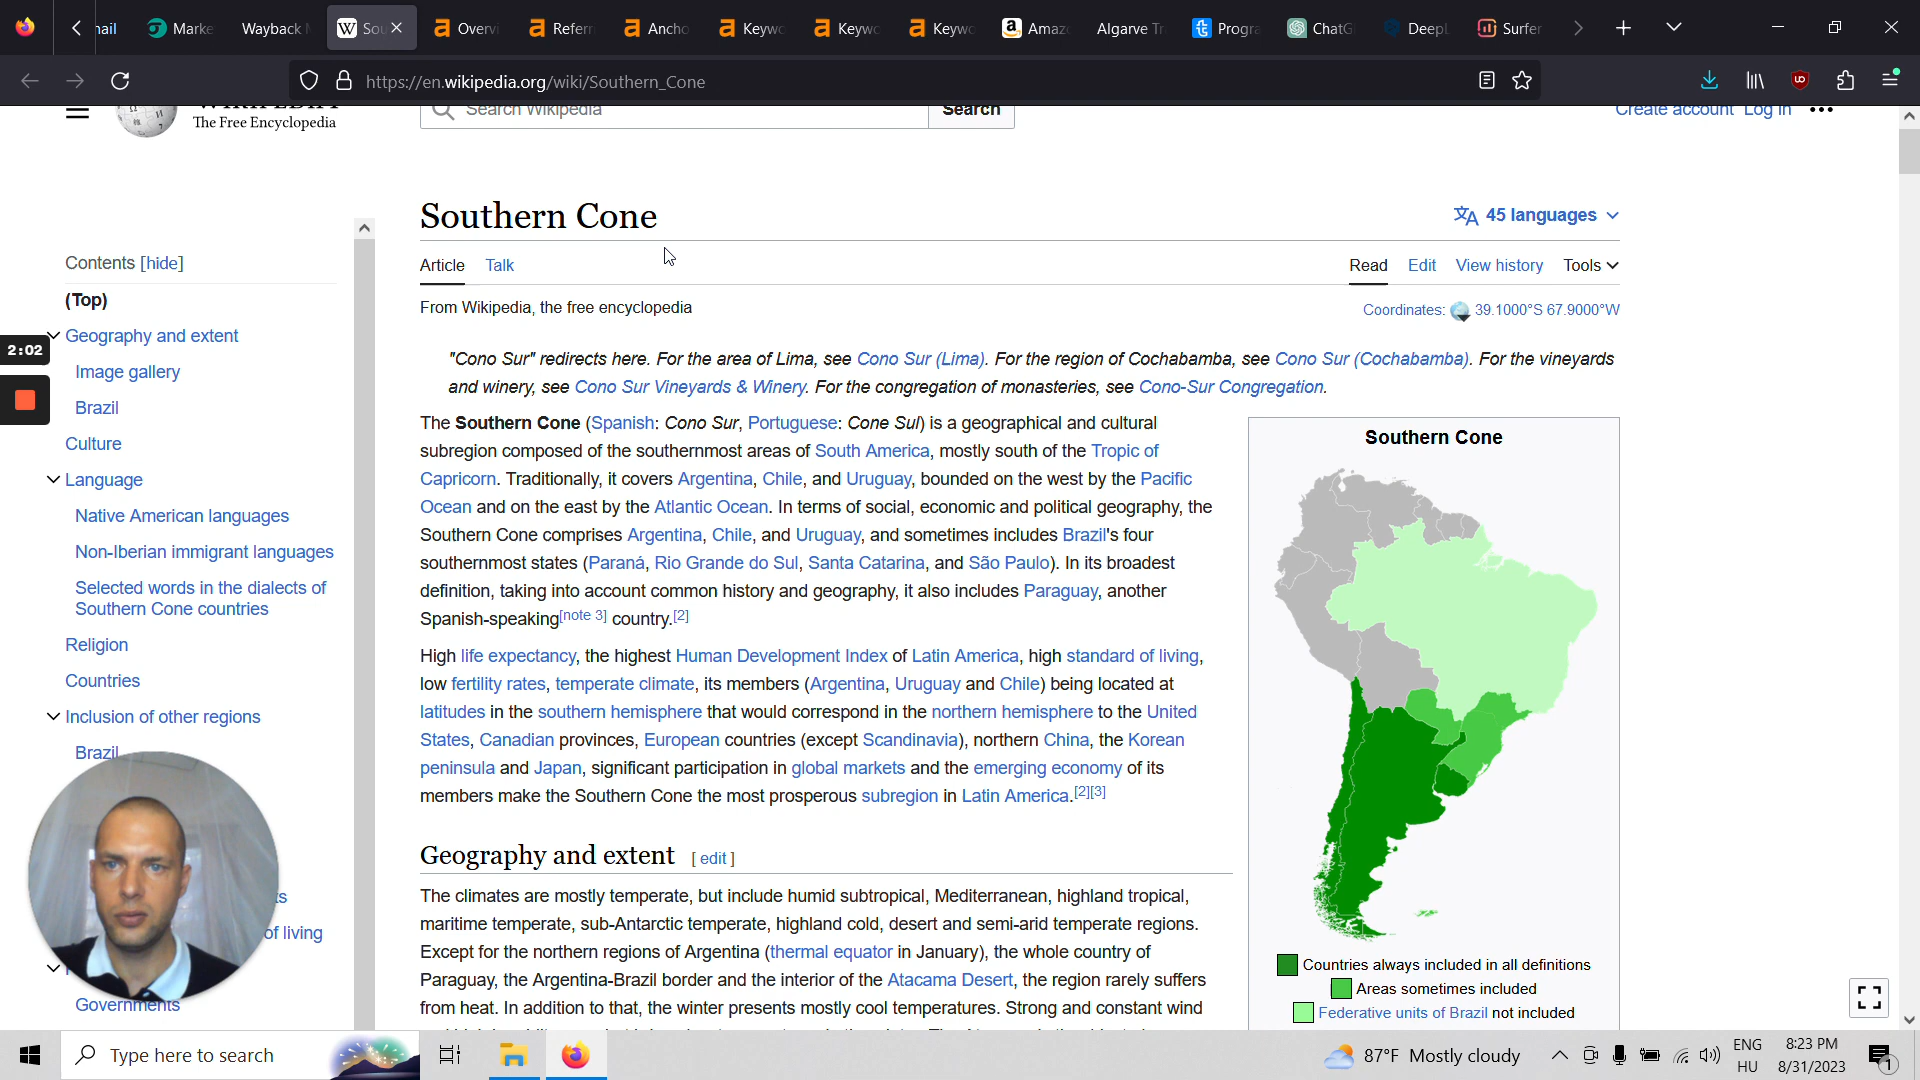 Marke
Wayback
Sou
Overvi
Referr
Ancho
Keywo
Keywo
Keywo
Amaz
Algarve Tr
Progra
ChatG
DeepL
Surfer
https://en.wikipedia.org/wiki/Southern_Cone
The Free Encyclopedia
Search Wikipedia
Search
Create account Log in
Southern Cone
45 languages
Article Talk
Read Edit View history Tools
From Wikipedia, the free encyclopedia
Coordinates: 39.1000°S 67.9000°W
Contents [hide]
(Top)
Geography and extent
Image gallery
Brazil
Culture
Language
Native American languages
Non-Iberian immigrant languages
Selected words in the dialects of
Southern Cone countries
Religion
Countries
Inclusion of other regions
Brazil
of living
Governments
2:02
"Cono Sur" redirects here. For the area of Lima, see Cono Sur (Lima). For the region of Cochabamba, see Cono Sur (Cochabamba). For the vineyards
and winery, see Cono Sur Vineyards & Winery. For the congregation of monasteries, see Cono-Sur Congregation.
The Southern Cone (Spanish: Cono Sur, Portuguese: Cone Sul) is a geographical and cultural
subregion composed of the southernmost areas of South America, mostly south of the Tropic of
Capricorn. Traditionally, it covers Argentina, Chile, and Uruguay, bounded on the west by the Pacific
Ocean and on the east by the Atlantic Ocean. In terms of social, economic and political geography, the
Southern Cone comprises Argentina, Chile, and Uruguay, and sometimes includes Brazil's four
southernmost states (Paraná, Rio Grande do Sul, Santa Catarina, and São Paulo). In its broadest
definition, taking into account common history and geography, it also includes Paraguay, another
Spanish-speaking[note 3] country.[2]
High life expectancy, the highest Human Development Index of Latin America, high standard of living,
low fertility rates, temperate climate, its members (Argentina, Uruguay and Chile) being located at
latitudes in the southern hemisphere that would correspond in the northern hemisphere to the United
States, Canadian provinces, European countries (except Scandinavia), northern China, the Korean
peninsula and Japan, significant participation in global markets and the emerging economy of its
members make the Southern Cone the most prosperous subregion in Latin America.[2][3]
Geography and extent [ edit ]
The climates are mostly temperate, but include humid subtropical, Mediterranean, highland tropical,
maritime temperate, sub-Antarctic temperate, highland cold, desert and semi-arid temperate regions.
Except for the northern regions of Argentina (thermal equator in January), the whole country of
Paraguay, the Argentina-Brazil border and the interior of the Atacama Desert, the region rarely suffers
from heat. In addition to that, the winter presents mostly cool temperatures. Strong and constant wind
Southern Cone
Countries always included in all definitions
Areas sometimes included
Federative units of Brazil not included
Type here to search
87°F Mostly cloudy
ENG
HU
8:23 PM
8/31/2023
1